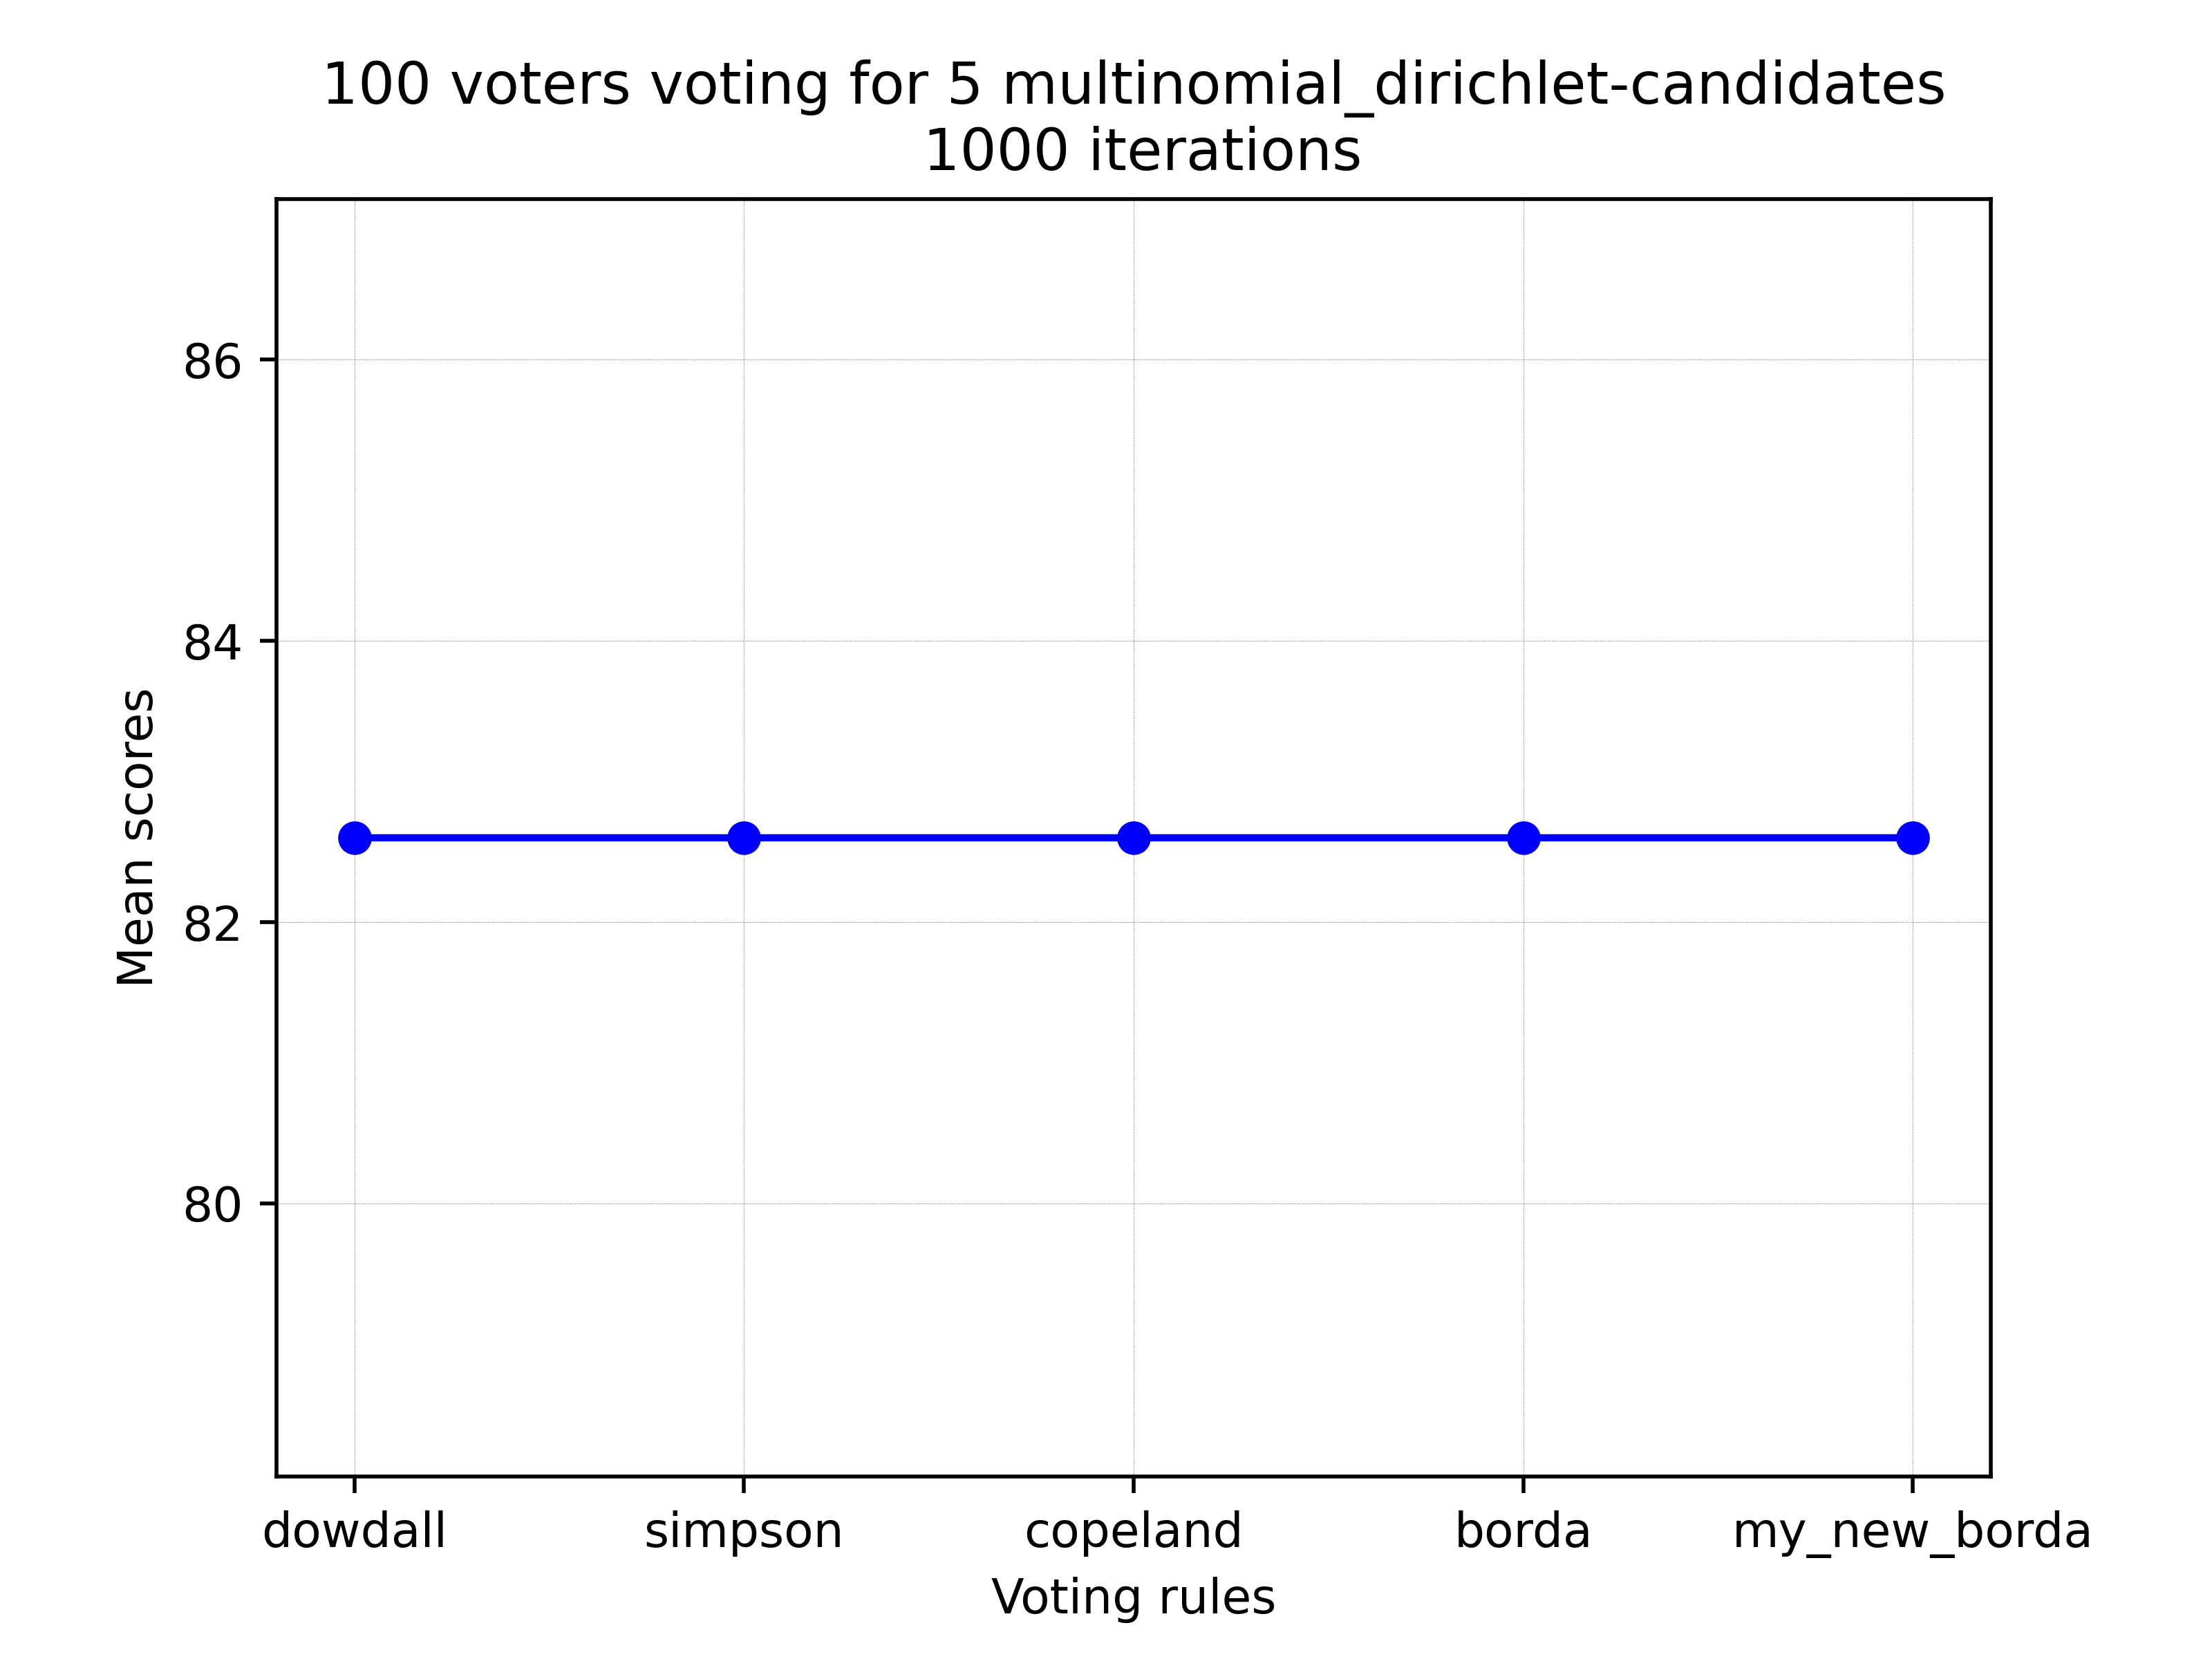 100 voters voting for 5 multinomial_dirichlet-candidates
1000 iterations
86
84
82
80
Mean scores
dowdall simpson copeland borda my_new_borda
Voting rules